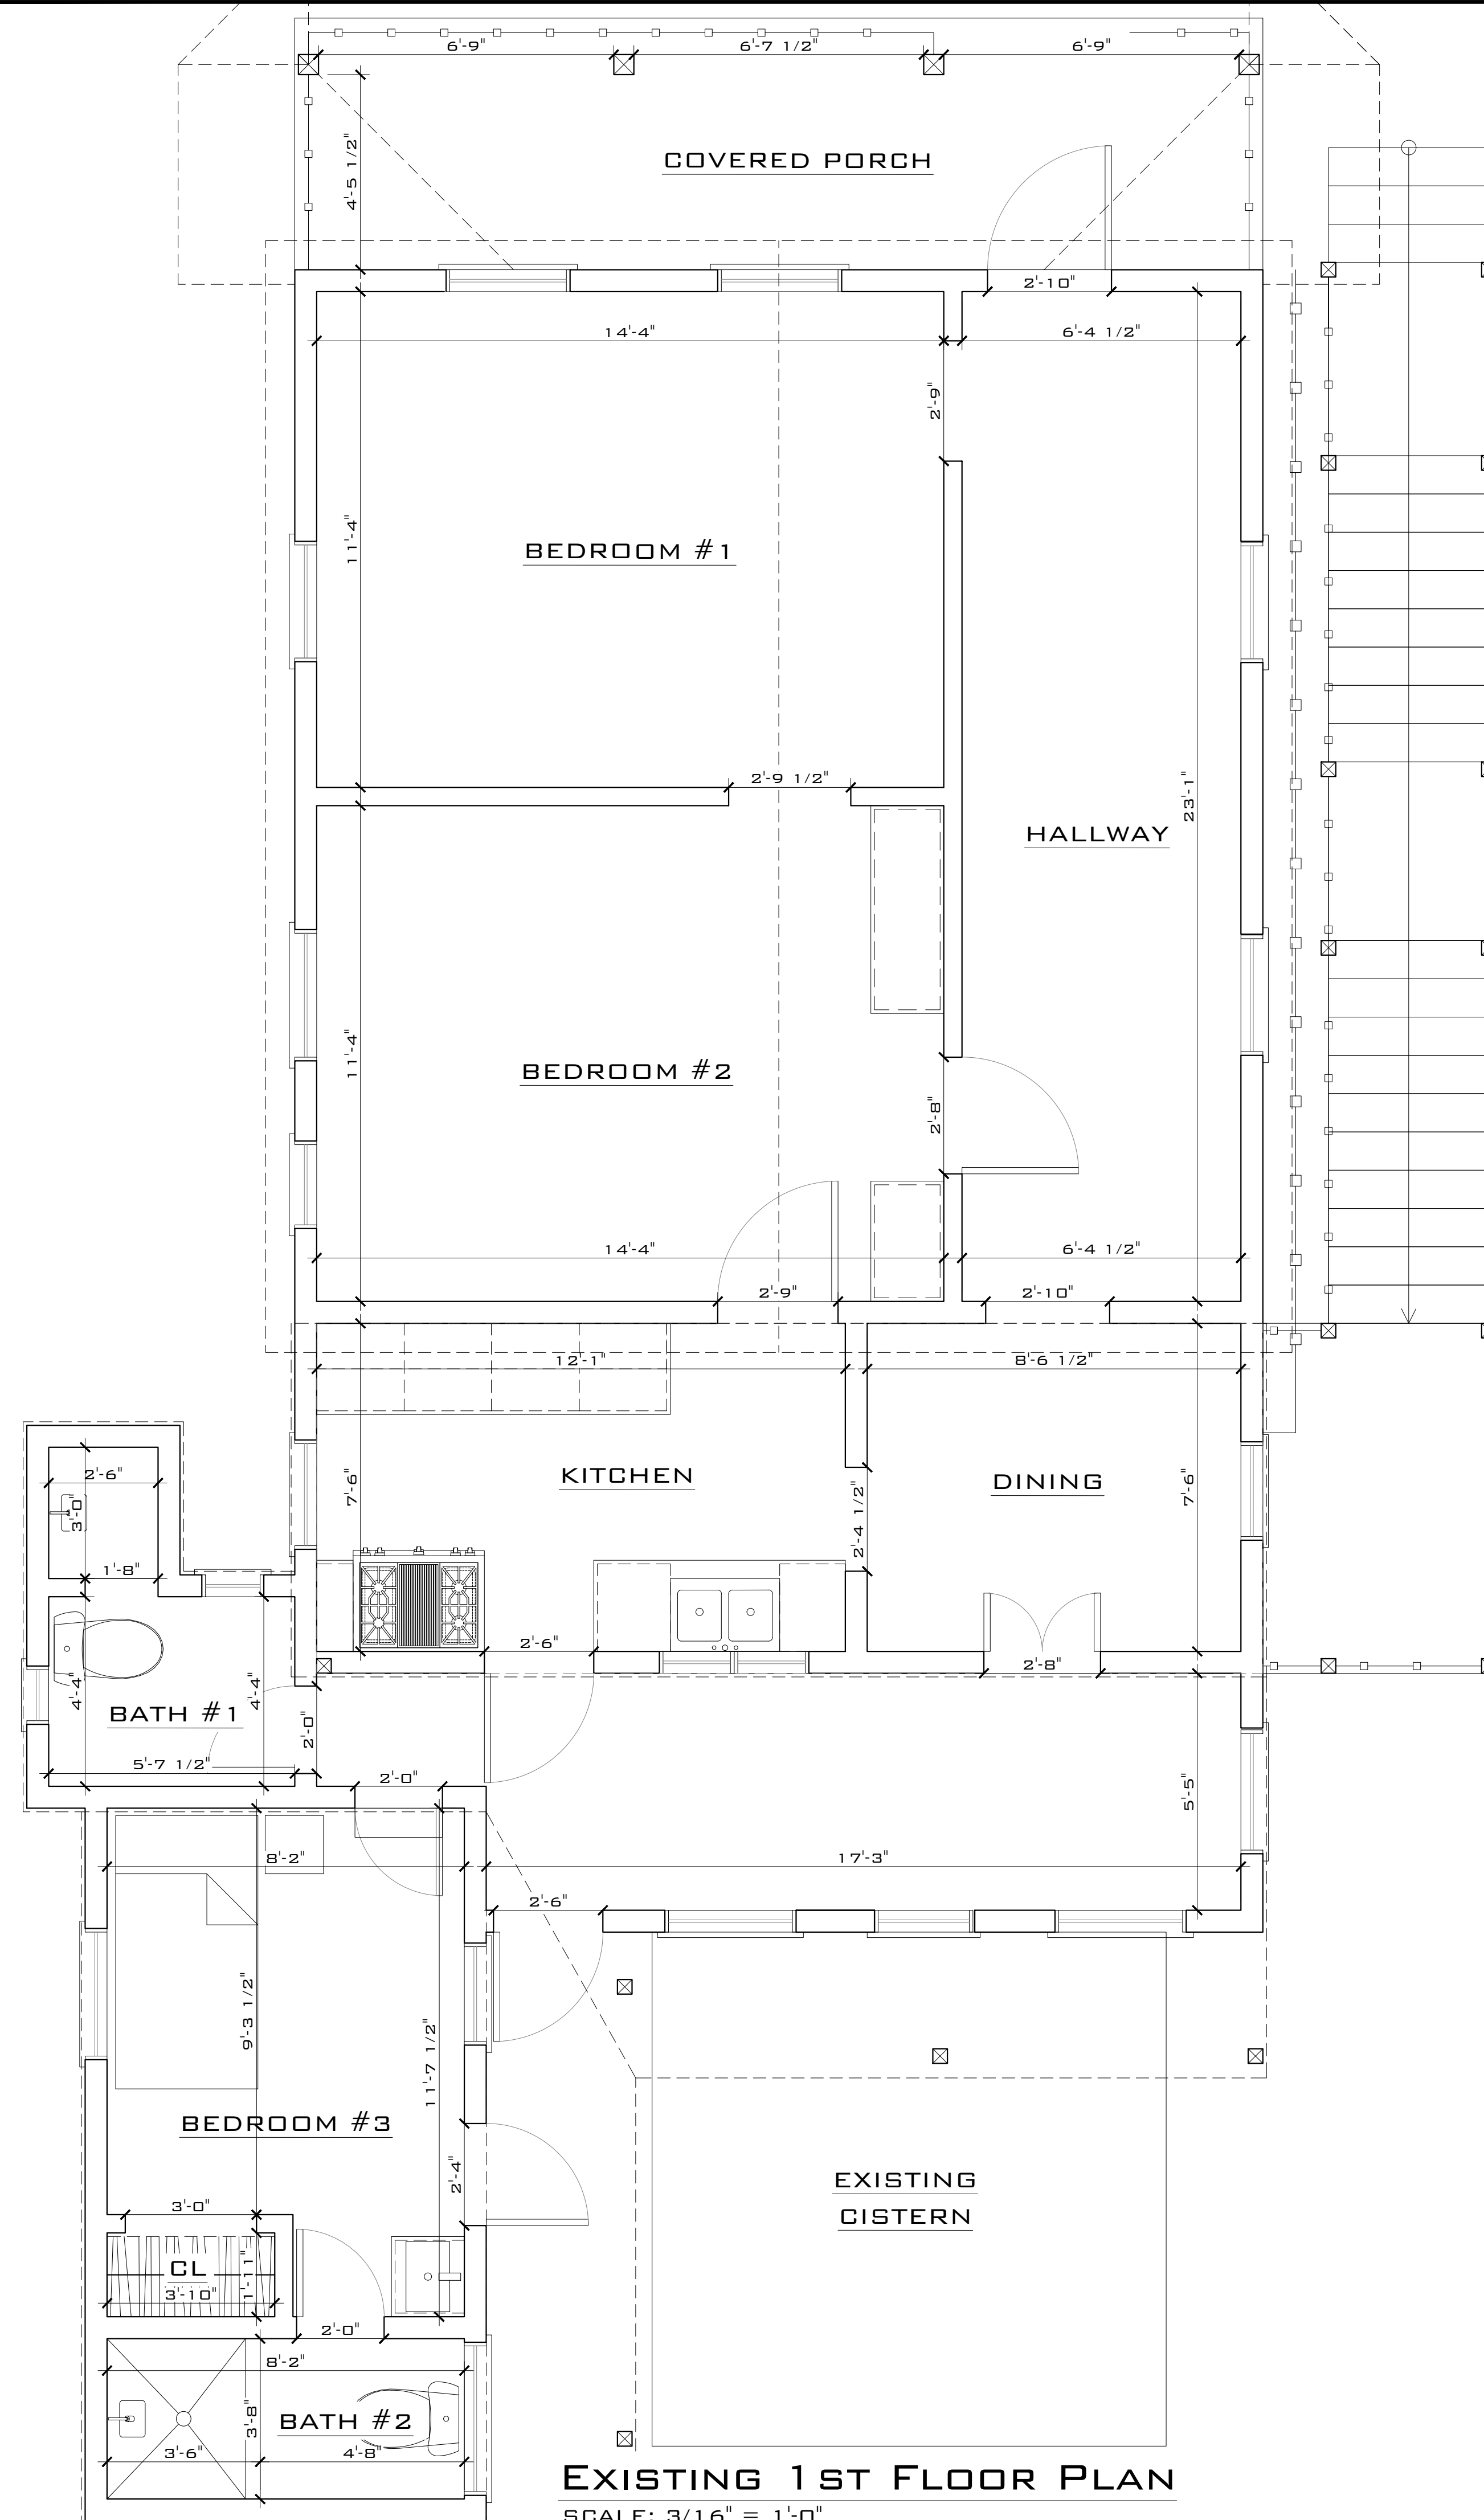 6'-9" 6'-7 1/2" 6'-9"
4'-5 1/2"
COVERED PORCH
2'-10"
14'-4" 6'-4 1/2"
2'-9"
11'-4"
BEDROOM #1
2'-9 1/2"
23'-1"
HALLWAY
11'-4"
BEDROOM #2
2'-8"
14'-4" 6'-4 1/2"
2'-9" 2'-10"
12'-1" 8'-6 1/2"
2'-6"
3'-0"
7'-6"
KITCHEN
DINING
7'-6"
2'-4 1/2"
1'-8"
2'-6"
2'-8"
4'-4"
4'-4"
BATH #1
2'-0"
5'-7 1/2"
2'-0"
5'-5"
8'-2" 17'-3"
2'-6"
9'-3 1/2"
11'-7 1/2"
BEDROOM #3
2'-4"
3'-0"
EXISTING
CISTERN
CL
1'-11"
3'-10"
2'-0"
8'-2"
3'-8"
BATH #2
3'-6" 4'-8"
EXISTING 1ST FLOOR PLAN
SCALE: 3/16" = 1'-0"